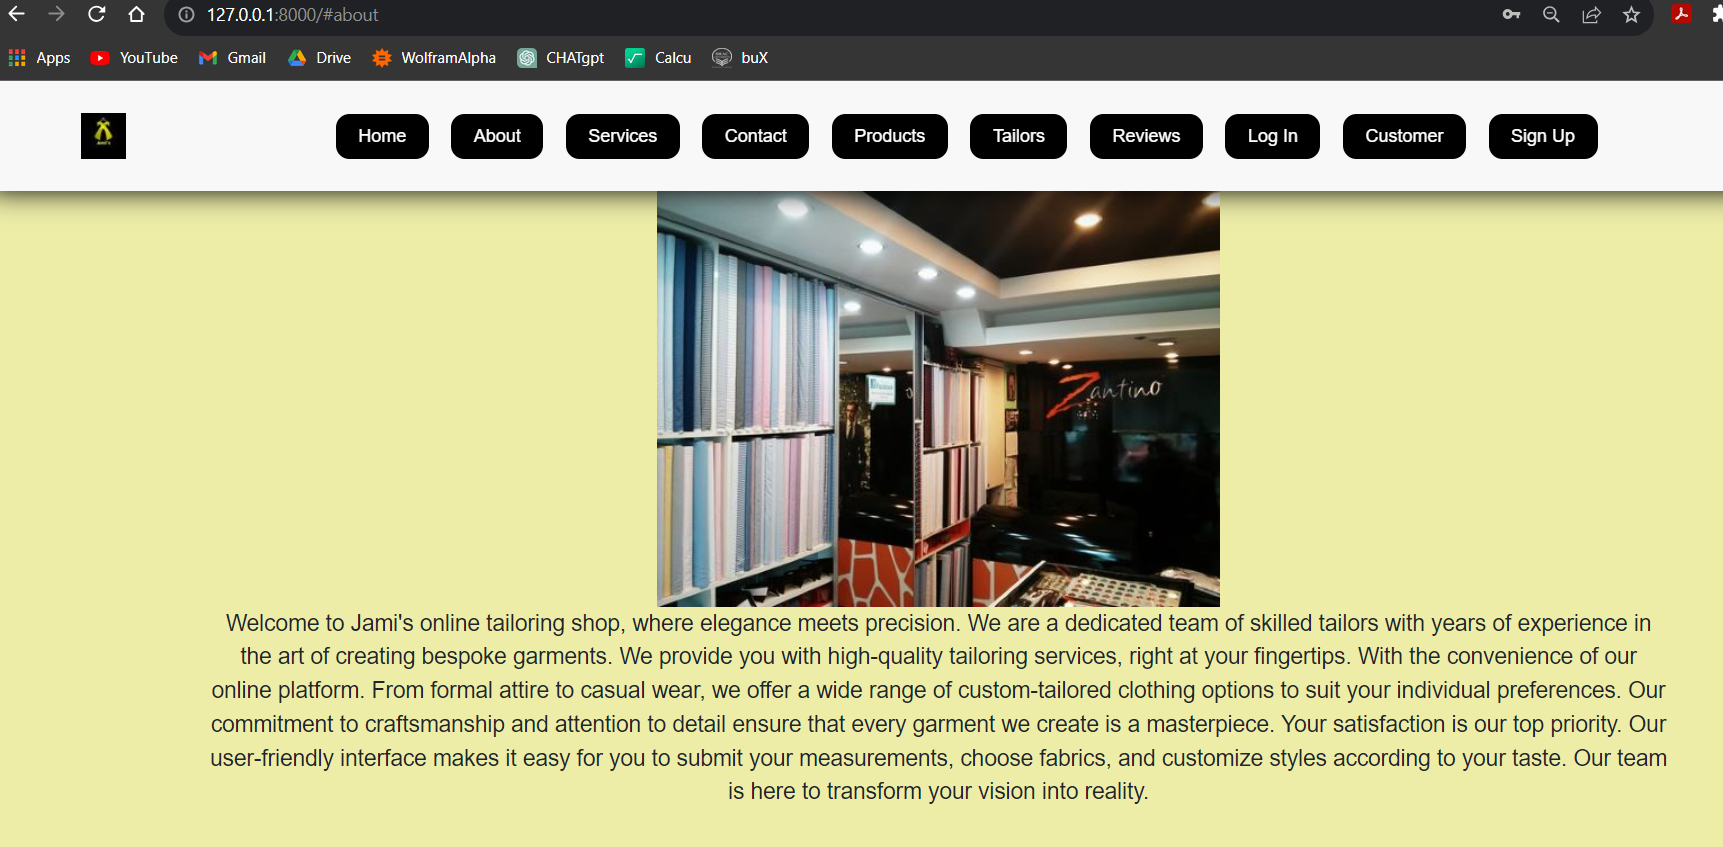 127.0.0.1:8000/#about
Apps YouTube Gmail Drive WolframAlpha CHATgpt Calcu buX
Home About Services Contact Products Tailors Reviews Log In Customer Sign Up
Zantino
Welcome to Jami's online tailoring shop, where elegance meets precision. We are a dedicated team of skilled tailors with years of experience in
the art of creating bespoke garments. We provide you with high-quality tailoring services, right at your fingertips. With the convenience of our
online platform. From formal attire to casual wear, we offer a wide range of custom-tailored clothing options to suit your individual preferences. Our
commitment to craftsmanship and attention to detail ensure that every garment we create is a masterpiece. Your satisfaction is our top priority. Our
user-friendly interface makes it easy for you to submit your measurements, choose fabrics, and customize styles according to your taste. Our team
is here to transform your vision into reality.